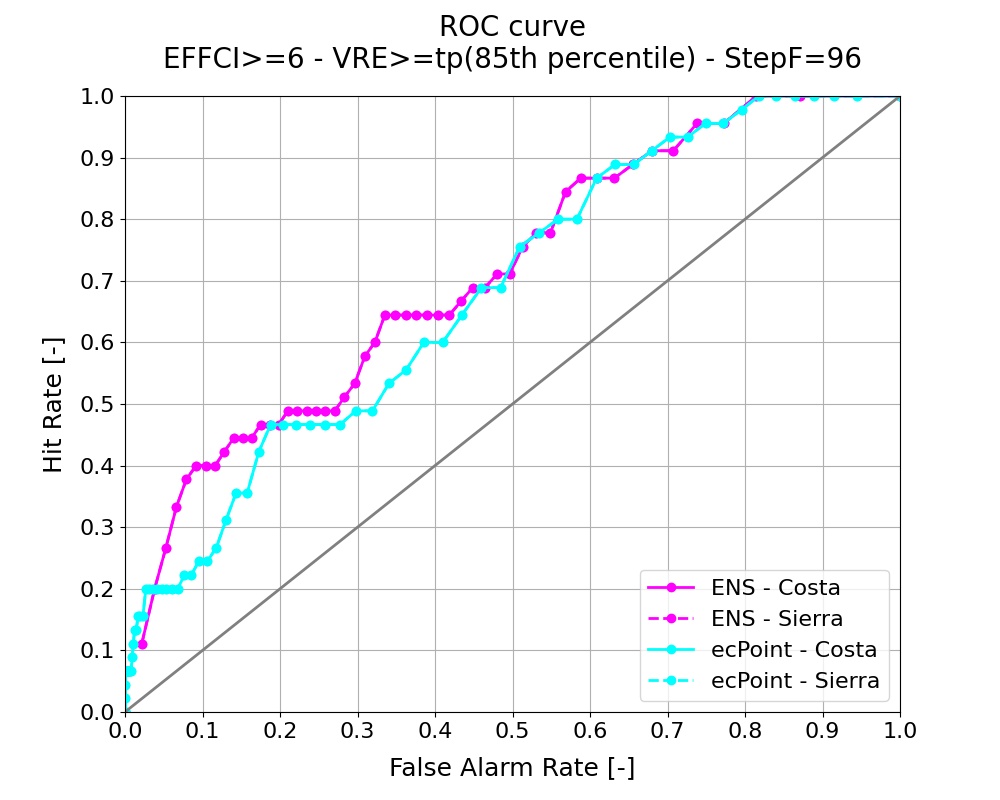 ROC curve
EFFCI>=6 - VRE>=tp(85th percentile) - StepF=96
1.0
0.9
0.8
0.7
0.6
0.5
0.4
0.3
0.2
0.1
0.0
Hit Rate [-]
ENS - Costa
ENS - Sierra
ecPoint - Costa
ecPoint - Sierra
0.0 0.1 0.2 0.3 0.4 0.5 0.6 0.7 0.8 0.9 1.0
False Alarm Rate [-]